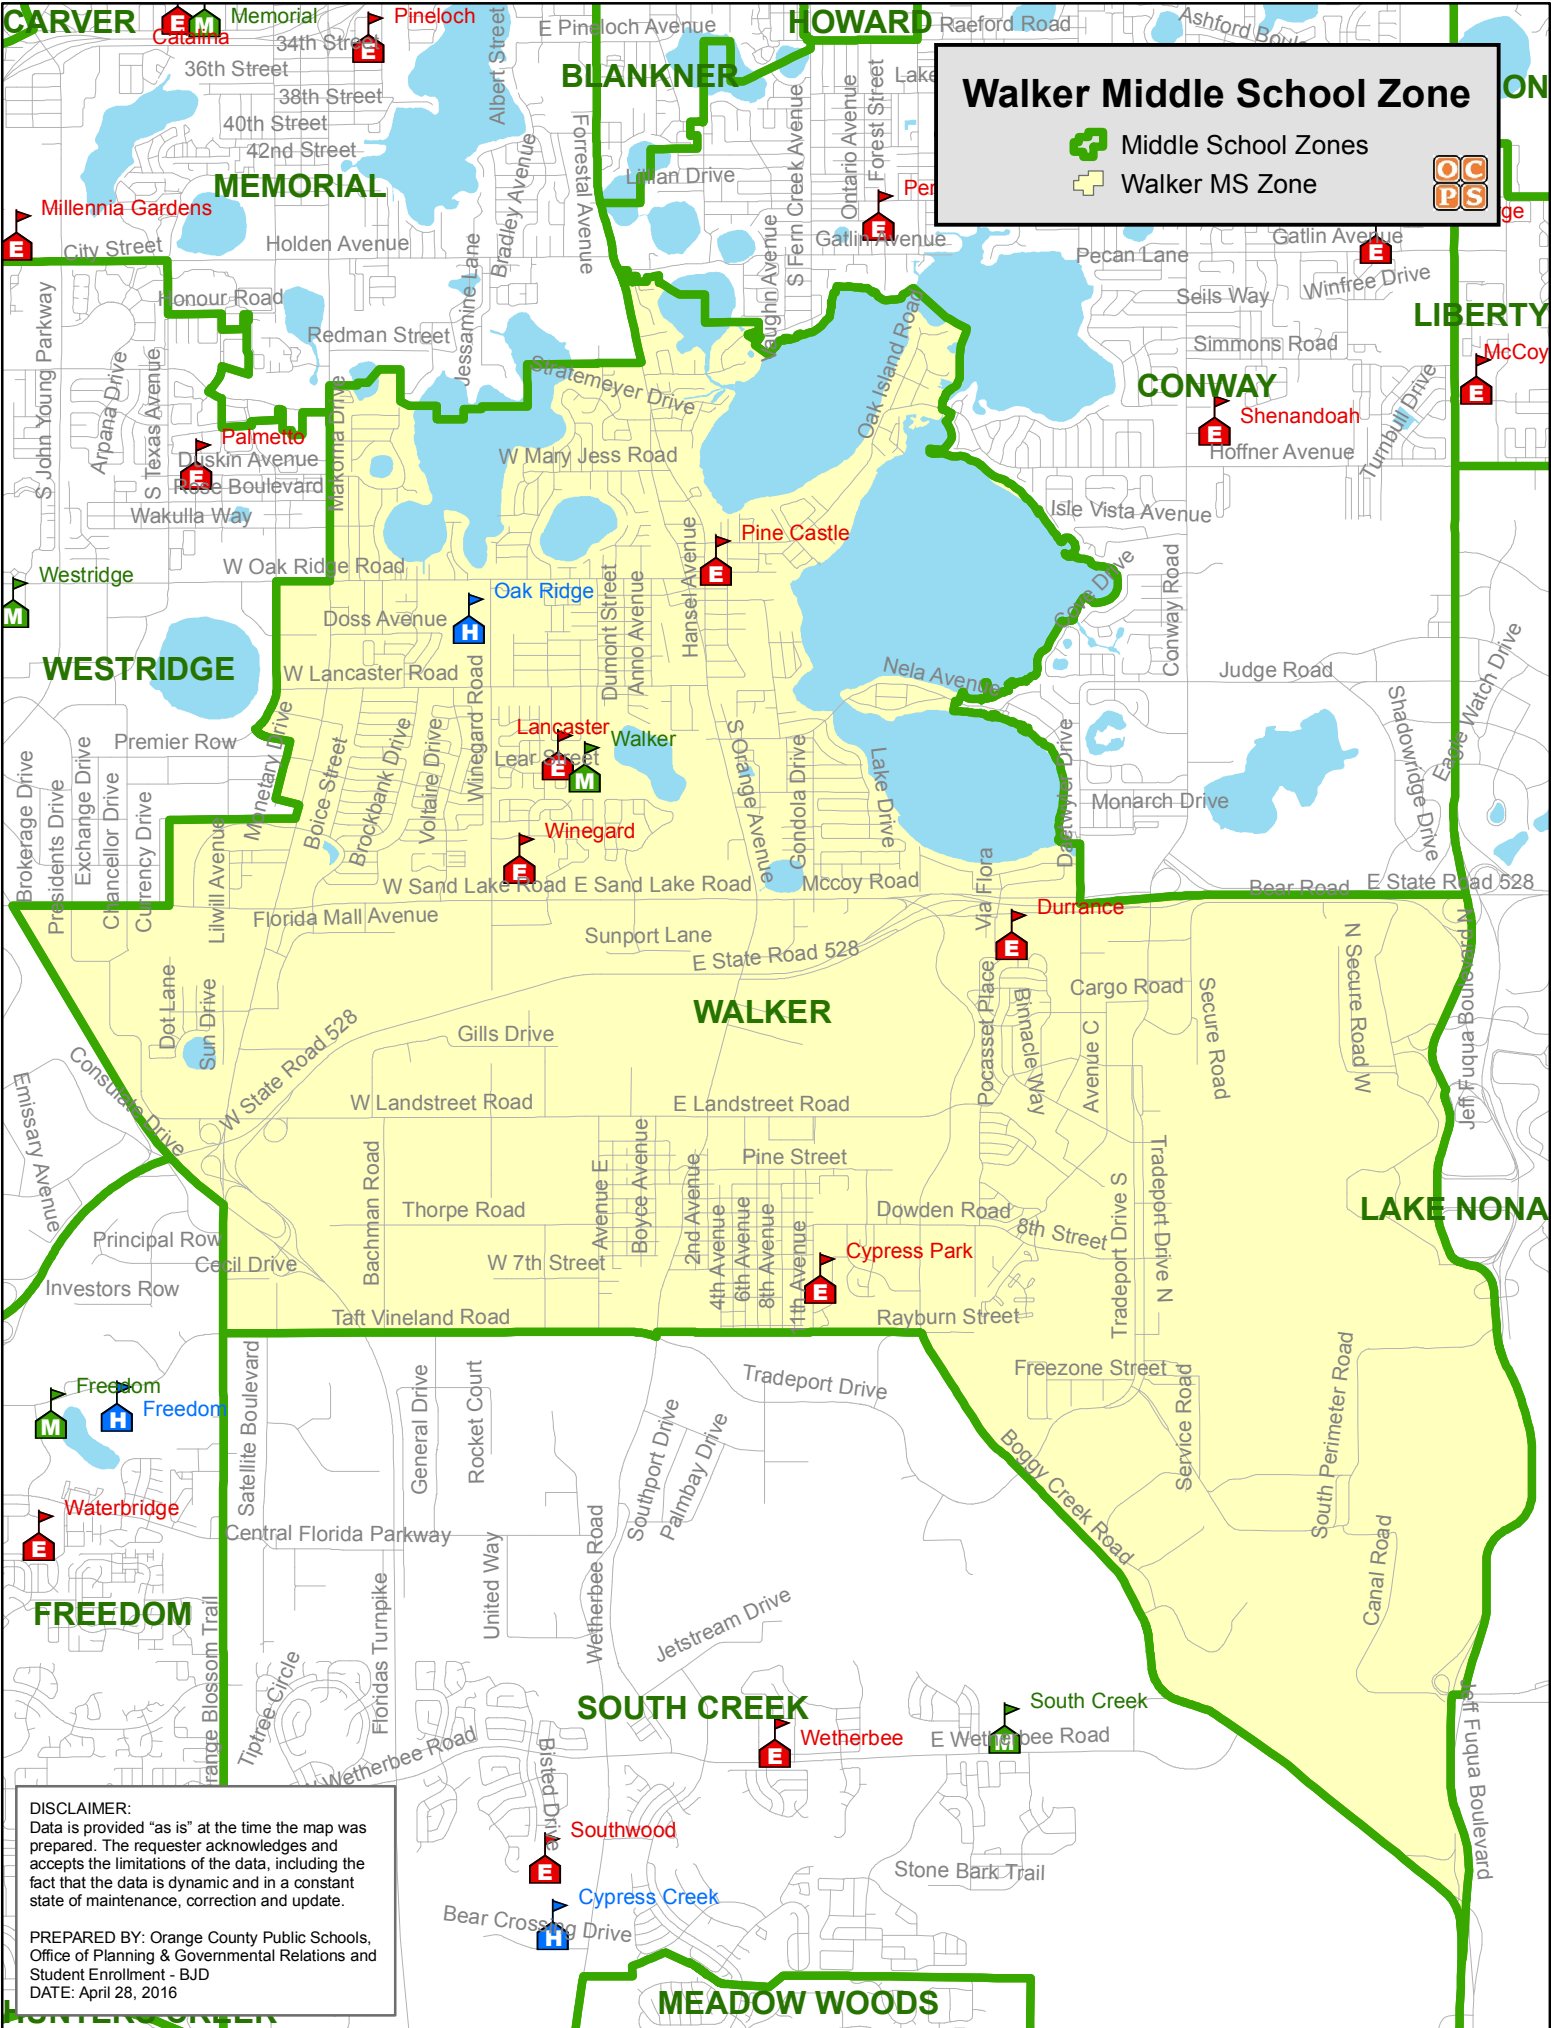 CARVER
Memorial
Catalina
Pineloch
34th Street
36th Street
38th Street
40th Street
42nd Street
MEMORIAL
Albert Street
E Pineloch Avenue
HOWARD
Raeford Road
BLANKNER
Walker Middle School Zone
Middle School Zones
Walker MS Zone
OC
PS
Lillian Drive
Forrestal Avenue
Bradley Avenue
Jessamine Lane
S Fern Creek Avenue
Ontario Avenue
Forest Street
Gatlin Avenue
Millennia Gardens
E
City Street
Holden Avenue
Honour Road
Redman Street
Pecan Lane
Gatlin Avenue
Seils Way
Winfree Drive
LIBERTY
Simmons Road
McCoy
CONWAY
Shenandoah
Hoffner Avenue
Turnbull Drive
S John Young Parkway
Arpana Drive
S Texas Avenue
Palmetto
Duskin Avenue
Rose Boulevard
Wakulla Way
Makoma Drive
Stratemeyer Drive
Oak Island Road
W Mary Jess Road
Isle Vista Avenue
Pine Castle
Hansel Avenue
W Oak Ridge Road
Westridge
M
Oak Ridge
H
Doss Avenue
Dumont Street
Anno Avenue
Cove Drive
Conway Road
WESTRIDGE
W Lancaster Road
Winegard Road
Nela Avenue
Judge Road
Shadowridge Drive
Eagle Watch Drive
Premier Row
Monetary Drive
Boice Street
Brockbank Drive
Voltaire Drive
Lancaster
Walker
Lear Street
S Orange Avenue
Gondola Drive
Lake Drive
Daetwyler Drive
Monarch Drive
Brokerage Drive
Presidents Drive
Exchange Drive
Chancellor Drive
Currency Drive
Lilwill Avenue
Winegard
W Sand Lake Road
E Sand Lake Road
Mccoy Road
Via Flora
Bear Road
E State Road 528
Florida Mall Avenue
Sunport Lane
Durrance
E State Road 528
WALKER
Dot Lane
Sun Drive
Gills Drive
Pocasset Place
Binnacle Way
Cargo Road
Avenue C
Secure Road
N Secure Road W
N Jeff Fuqua Boulevard
Consulate Drive
W State Road 528
Emissary Avenue
W Landstreet Road
E Landstreet Road
Pine Street
Bachman Road
Thorpe Road
Avenue E
Boyce Avenue
2nd Avenue
4th Avenue
6th Avenue
8th Avenue
Dowden Road
8th Street
Tradeport Drive S
Tradeport Drive N
LAKE NONA
Principal Row
Cecil Drive
W 7th Street
Cypress Park
Investors Row
Taft Vineland Road
Rayburn Street
Freezone Street
Tradeport Drive
Freedom
Freedom
Satellite Boulevard
General Drive
Rocket Court
Southport Drive
Palmbay Drive
Boggy Creek Road
Service Road
South Perimeter Road
Canal Road
Waterbridge
Central Florida Parkway
United Way
Wetherbee Road
FREEDOM
Floridas Turnpike
Tiptree Circle
Jetstream Drive
SOUTH CREEK
South Creek
Wetherbee
E Wetherbee Road
Bisted Drive
Jeff Fuqua Boulevard
Southwood
Stone Bark Trail
Cypress Creek
Bear Crossing Drive
MEADOW WOODS
DISCLAIMER:
Data is provided “as is” at the time the map was
prepared. The requester acknowledges and
accepts the limitations of the data, including the
fact that the data is dynamic and in a constant
state of maintenance, correction and update.
PREPARED BY: Orange County Public Schools,
Office of Planning & Governmental Relations and
Student Enrollment - BJD
DATE: April 28, 2016